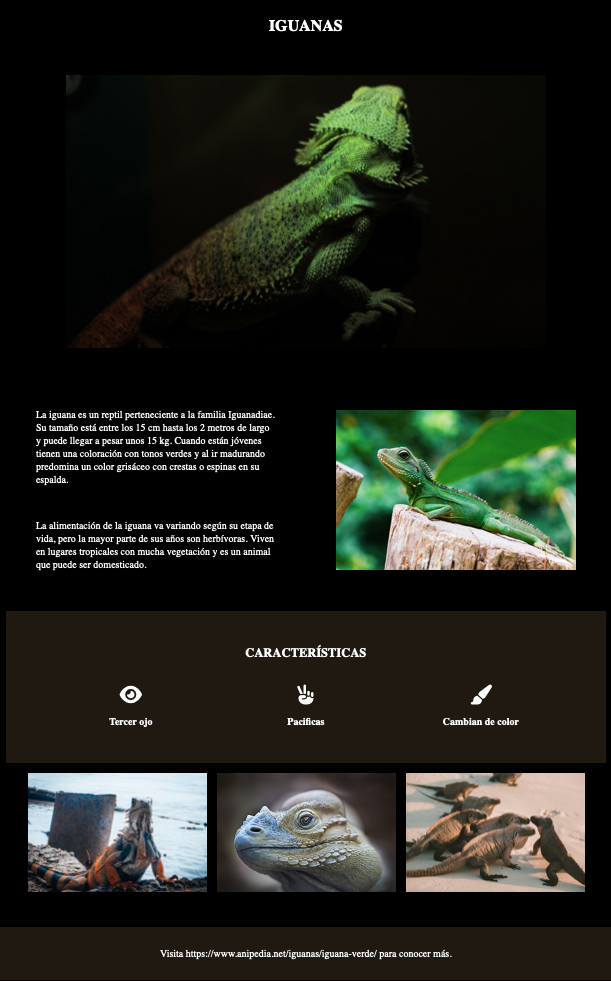 IGUANAS
La iguana es un reptil perteneciente a la familia Iguanadiae.
Su tamaño está entre los 15 cm hasta los 2 metros de largo
y puede llegar a pesar unos 15 kg. Cuando están jóvenes
tienen una coloración con tonos verdes y al ir madurando
predomina un color grisáceo con crestas o espinas en su
espalda.
La alimentación de la iguana va variando según su etapa de
vida, pero la mayor parte de sus años son herbívoras. Viven
en lugares tropicales con mucha vegetación y es un animal
que puede ser domesticado.
CARACTERÍSTICAS
Tercer ojo
Pacificas
Cambian de color
Visita https://www.anipedia.net/iguanas/iguana-verde/ para conocer más.